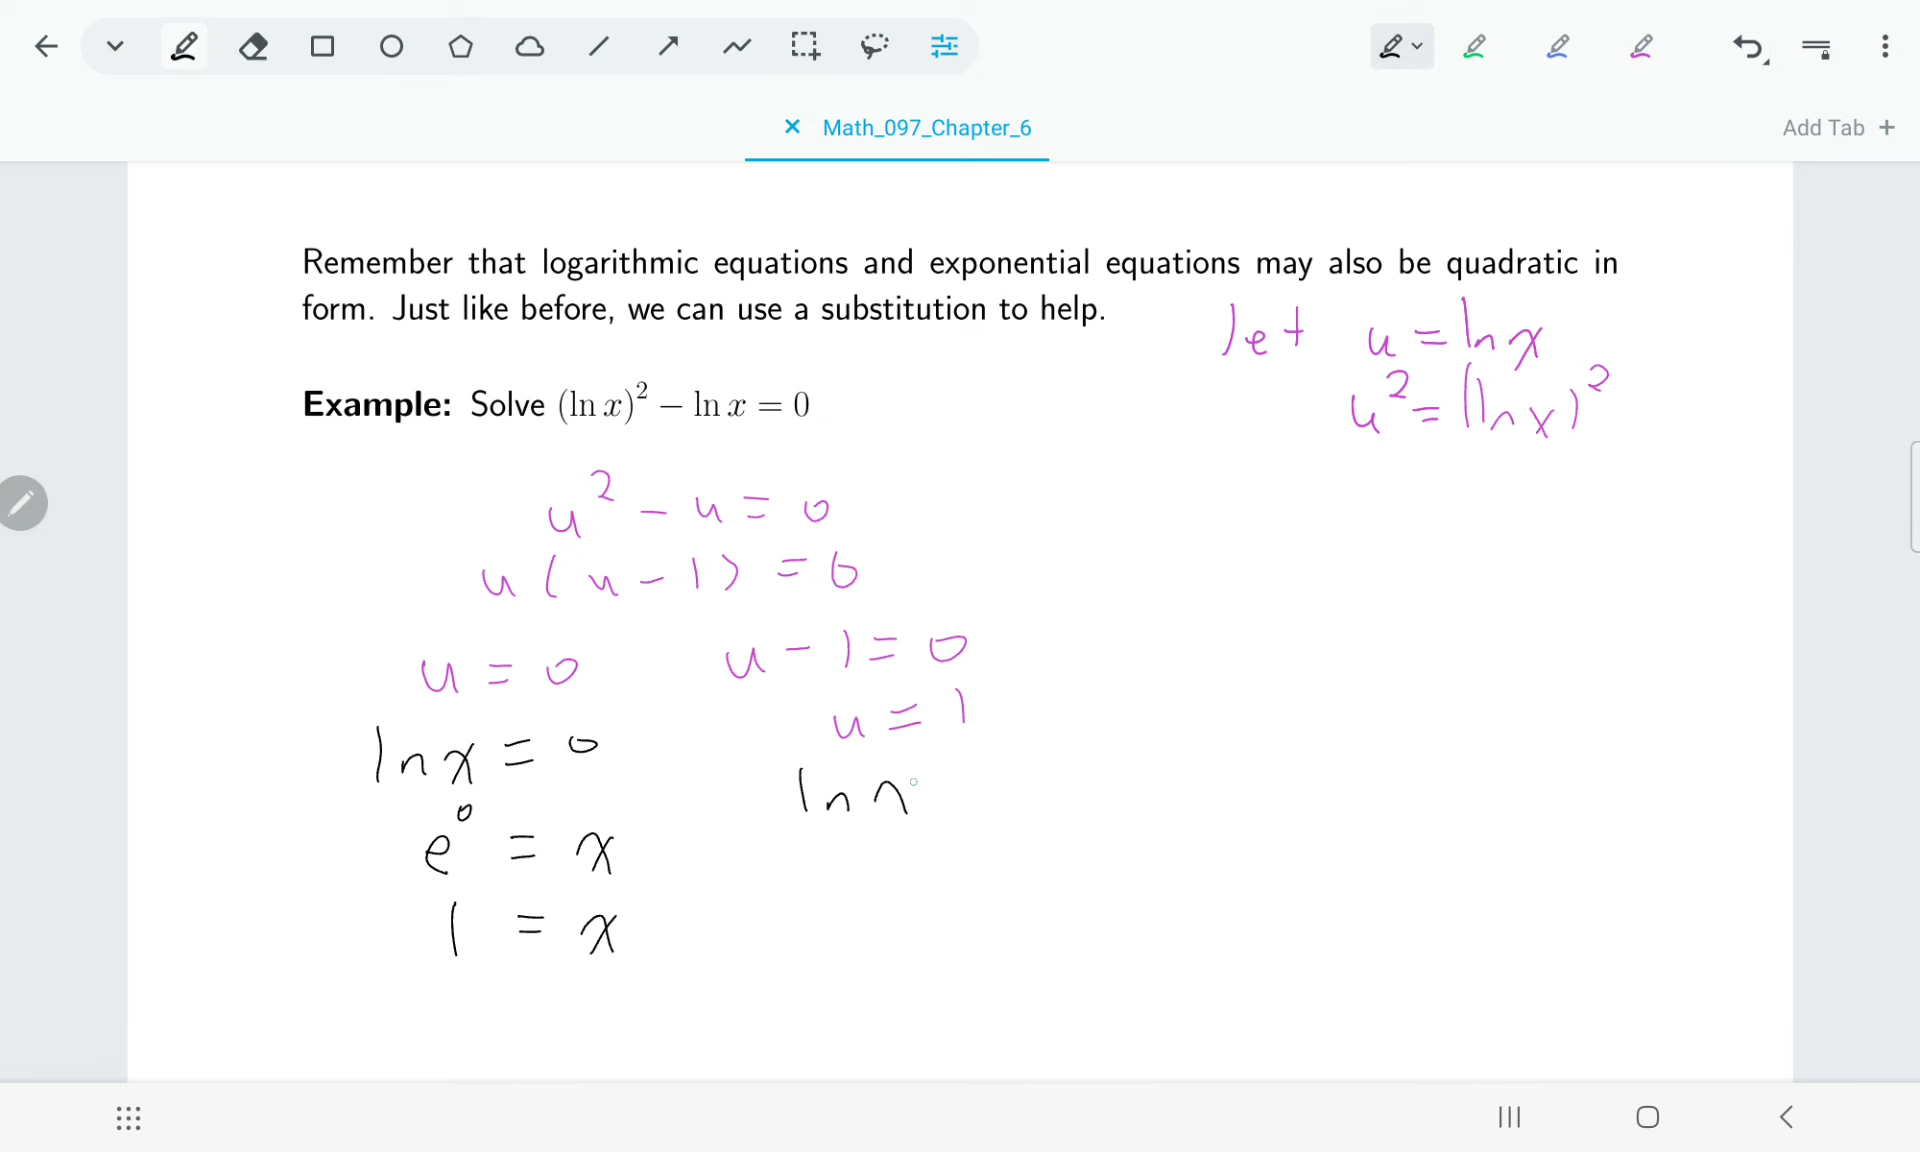 Math_097_Chapter_6
Add Tab +
Remember that logarithmic equations and exponential equations may also be quadratic in
form. Just like before, we can use a substitution to help.
let u = ln x
u² = (ln x)²
Example: Solve (ln x)² − ln x = 0
u² − u = 0
u(u − 1) = 0
u = 0 u − 1 = 0
u = 1
ln x = 0
ln
e⁰ = x
1 = x